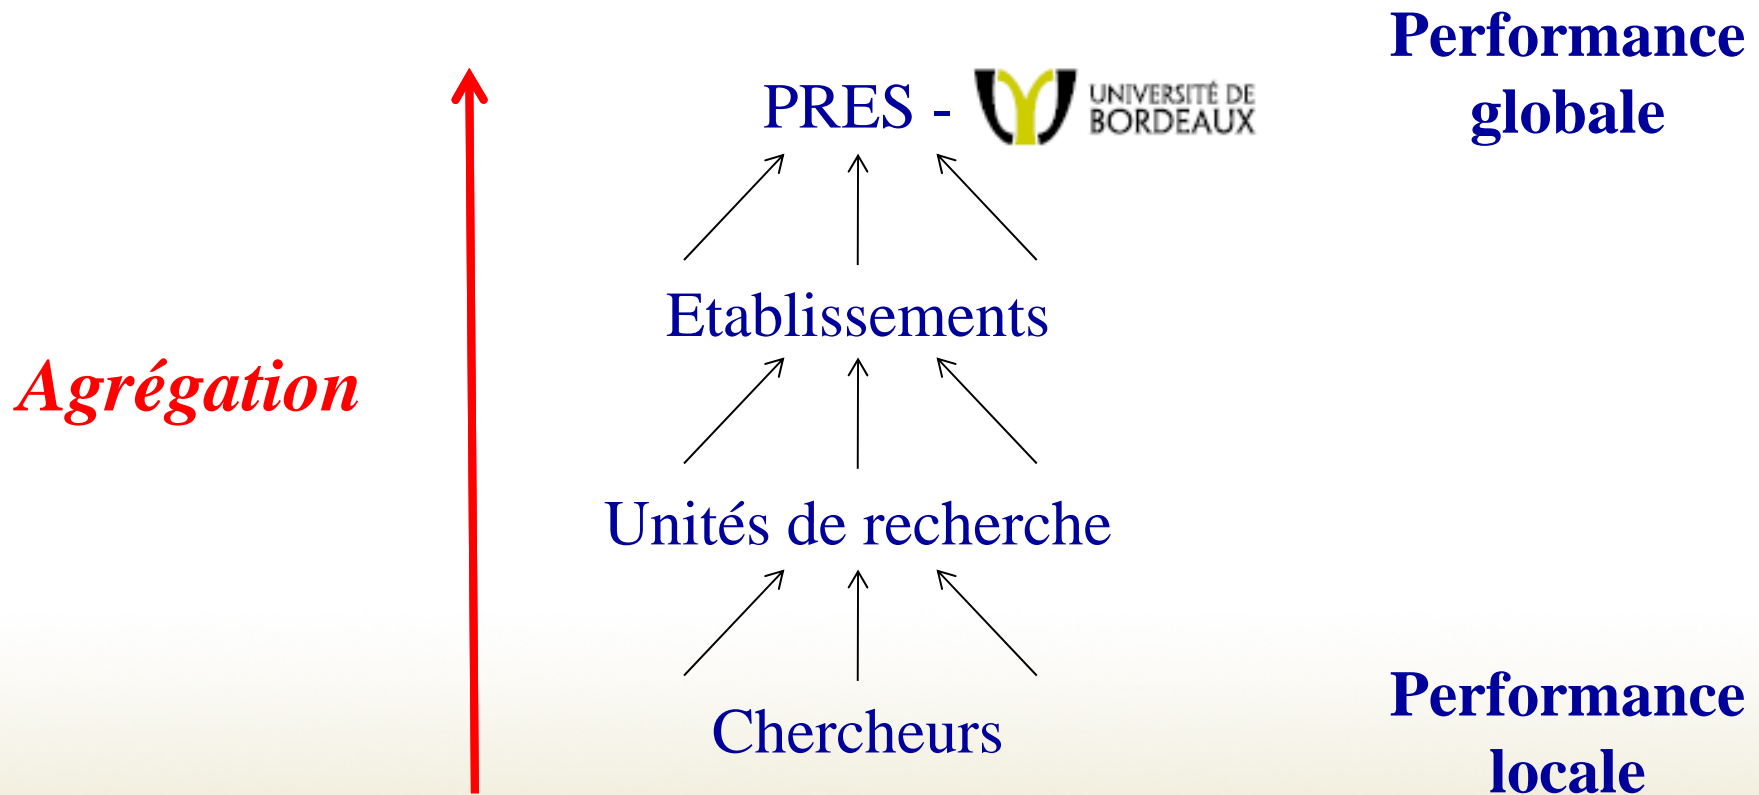 Performance
globale
PRES -
UNIVERSITÉ DE
BORDEAUX
Etablissements
Agrégation
Unités de recherche
Chercheurs
Performance
locale